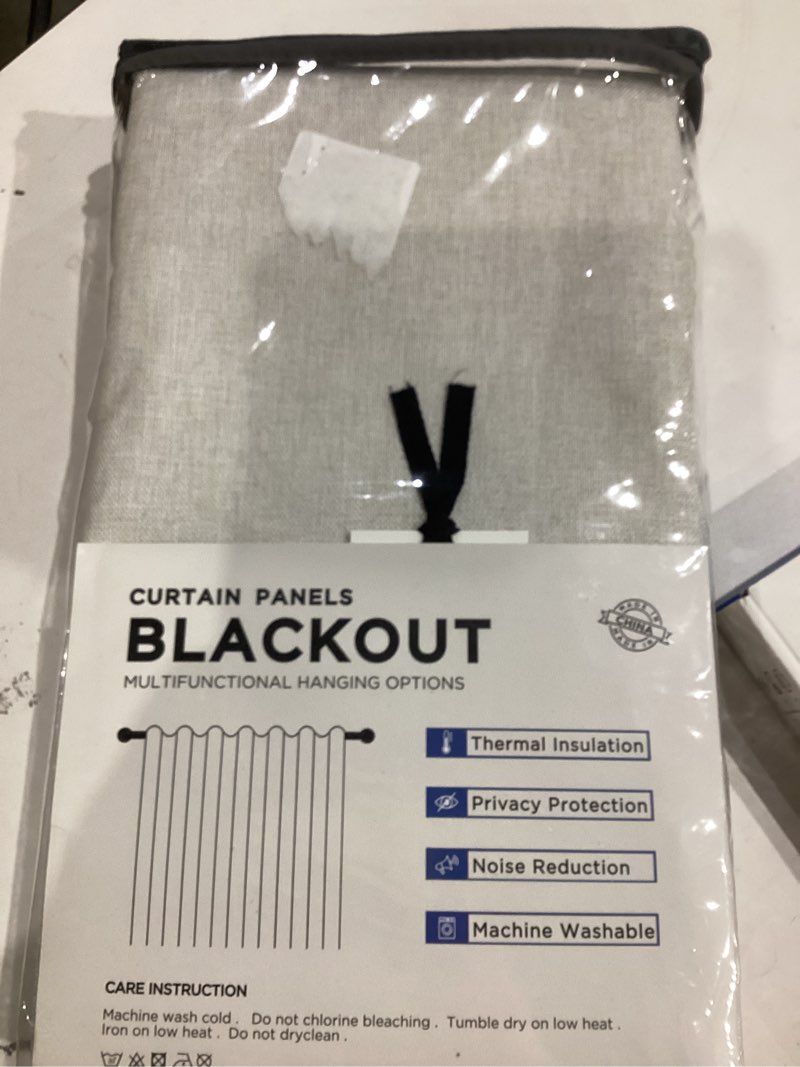 CURTAIN PANELS
BLACKOUT
MULTIFUNCTIONAL HANGING OPTIONS
MADE IN
CHINA
MADE IN
Thermal Insulation
Privacy Protection
Noise Reduction
Machine Washable
CARE INSTRUCTION
Machine wash cold . Do not chlorine bleaching . Tumble dry on low heat .
Iron on low heat . Do not dryclean .